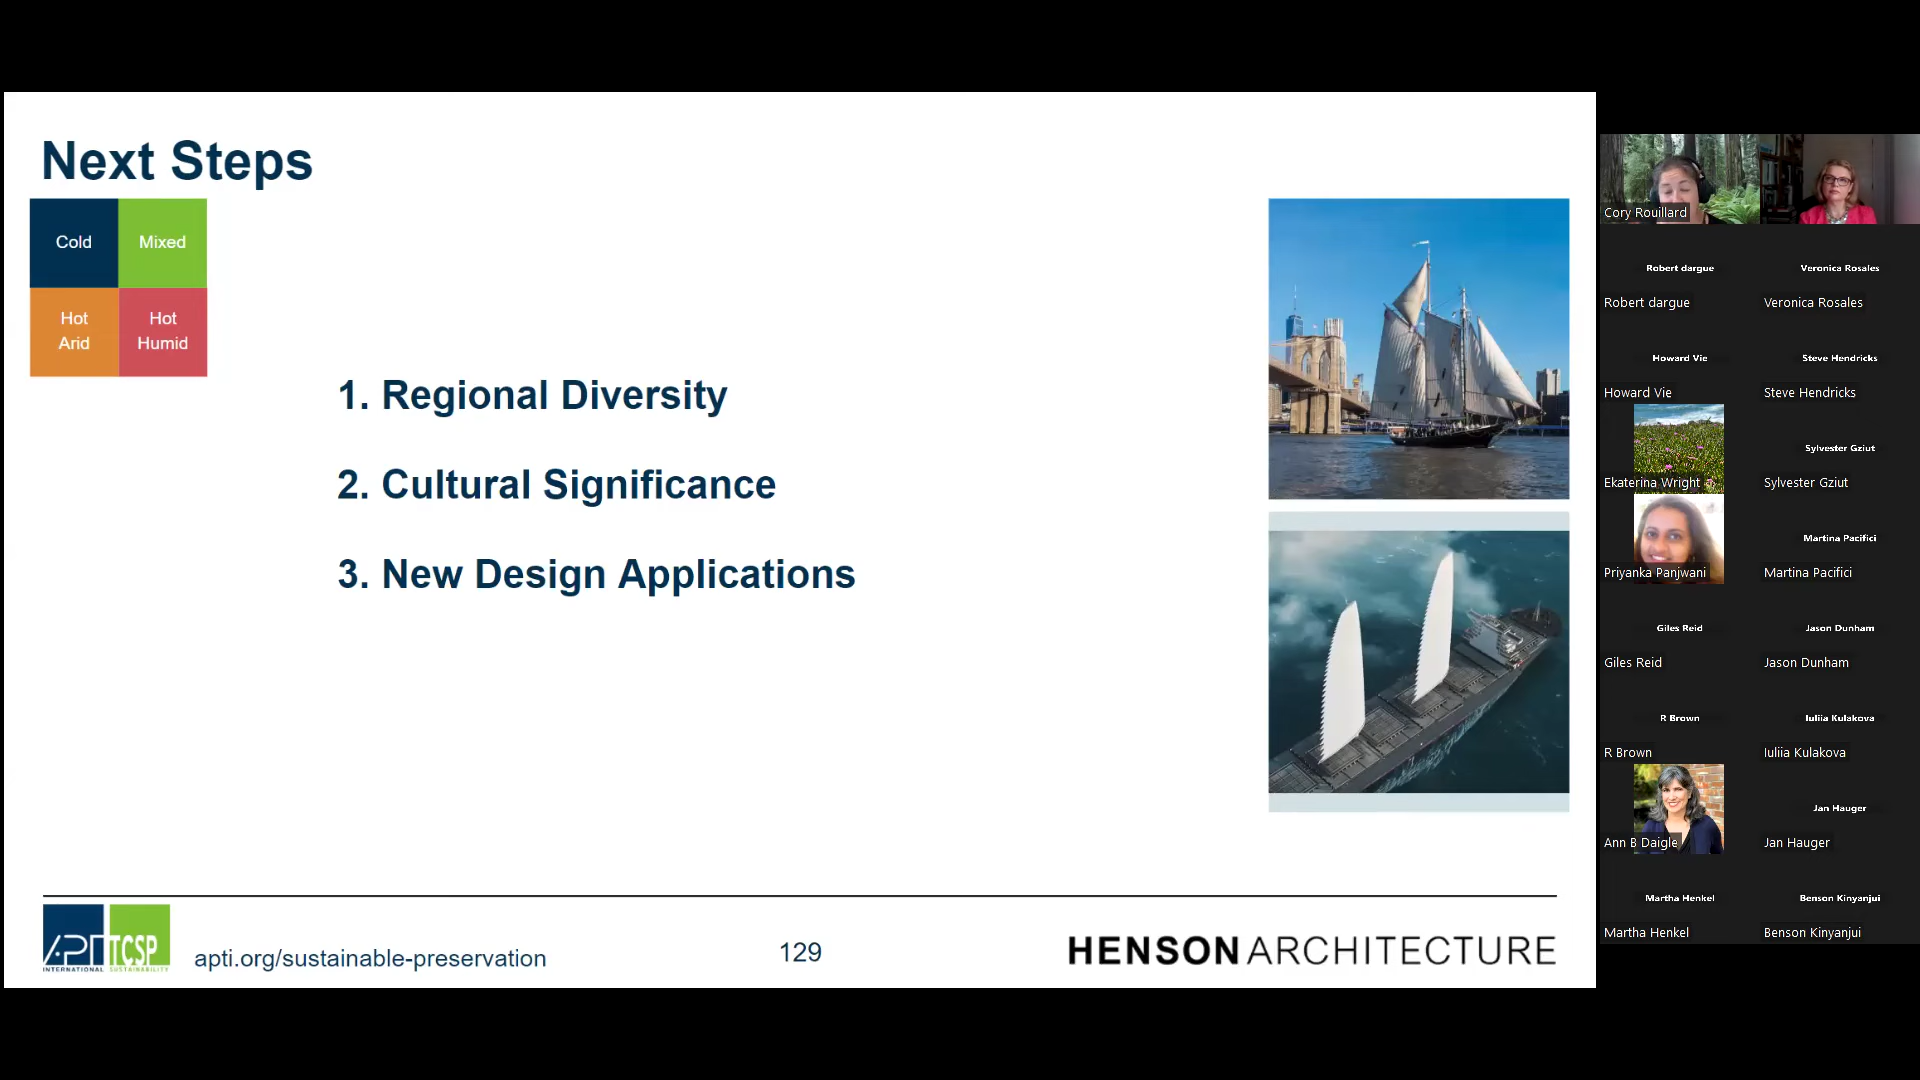 Next Steps
Cold
Mixed
Hot
Arid
Hot
Humid
1. Regional Diversity
2. Cultural Significance
3. New Design Applications
APT TCSP
INTERNATIONAL SUSTAINABILITY
apti.org/sustainable-preservation
129
HENSON ARCHITECTURE
Cory Rouillard
Robert dargue
Robert dargue
Veronica Rosales
Veronica Rosales
Howard Vie
Howard Vie
Steve Hendricks
Steve Hendricks
Ekaterina Wright
Sylvester Gziut
Sylvester Gziut
Priyanka Panjwani
Martina Pacifici
Martina Pacifici
Giles Reid
Giles Reid
Jason Dunham
Jason Dunham
R Brown
R Brown
Iuliia Kulakova
Iuliia Kulakova
Ann B Daigle
Jan Hauger
Jan Hauger
Martha Henkel
Martha Henkel
Benson Kinyanjui
Benson Kinyanjui